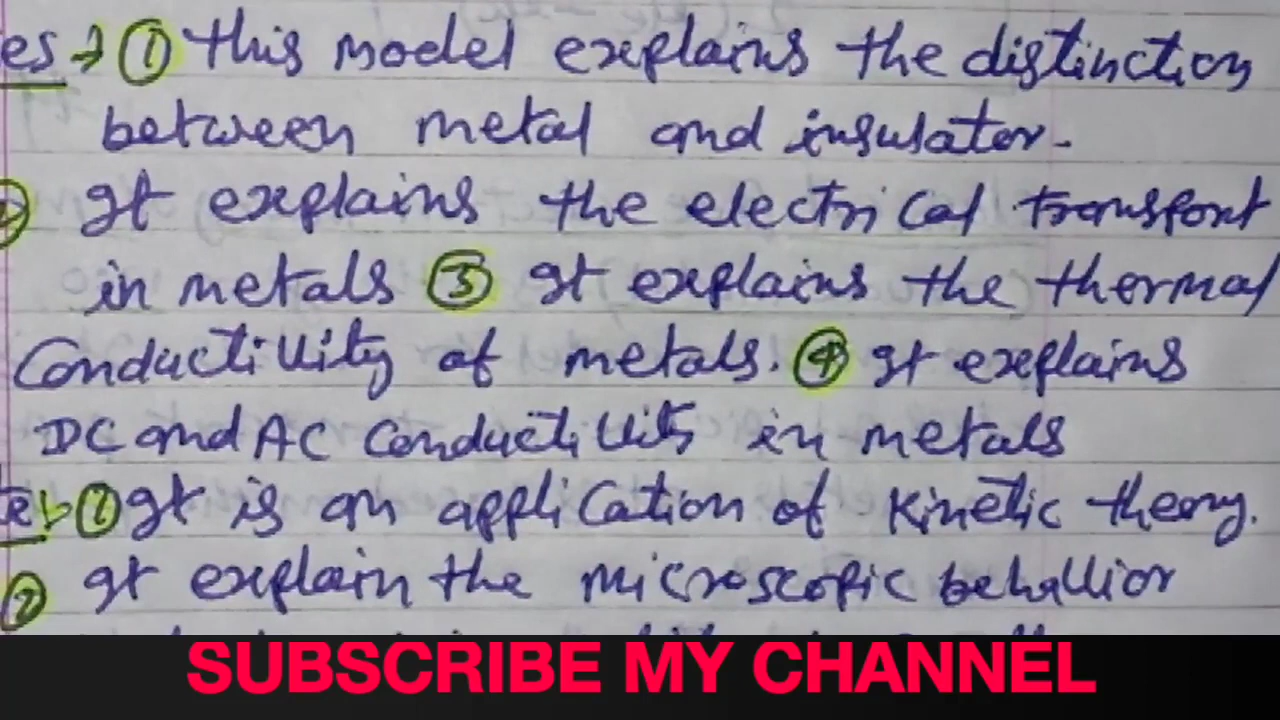 es → ① this model explains the distinction
between metal and insulator.
② It explains the electrical transport
in metals ③ It explains the thermal
Conductivity of metals. ④ It explains
DC and AC conductivity in metals
① It is an application of Kinetic theory.
② It explain the microscopic behavior
SUBSCRIBE MY CHANNEL